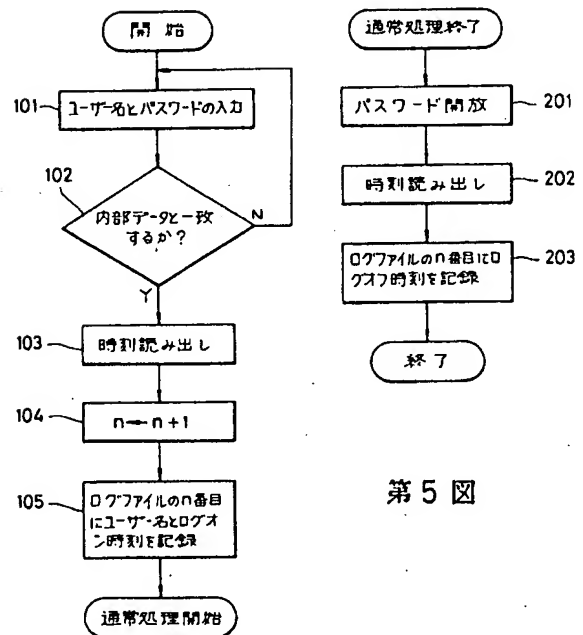 開始
101
ユーザー名とパスワードの入力
102
内部データと一致
するか?
N
Y
103
時刻読み出し
104
n←n+1
105
ログファイルのn番目
にユーザー名とログオ
ン時刻を記録
通常処理開始
通常処理終了
パスワード開放
201
時刻読み出し
202
ログファイルのn番目にロ
グオフ時刻を記録
203
終了
第5図